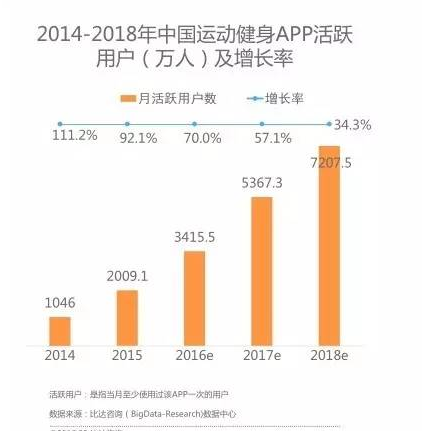 2014-2018年中国运动健身APP活跃
用户（万人）及增长率
月活跃用户数 增长率
111.2% 92.1% 70.0% 57.1% 34.3%
7207.5
5367.3
3415.5
2009.1
1046
2014 2015 2016e 2017e 2018e
活跃用户：是指当月至少使用过该APP一次的用户
数据来源：比达咨询（BigData-Research)数据中心